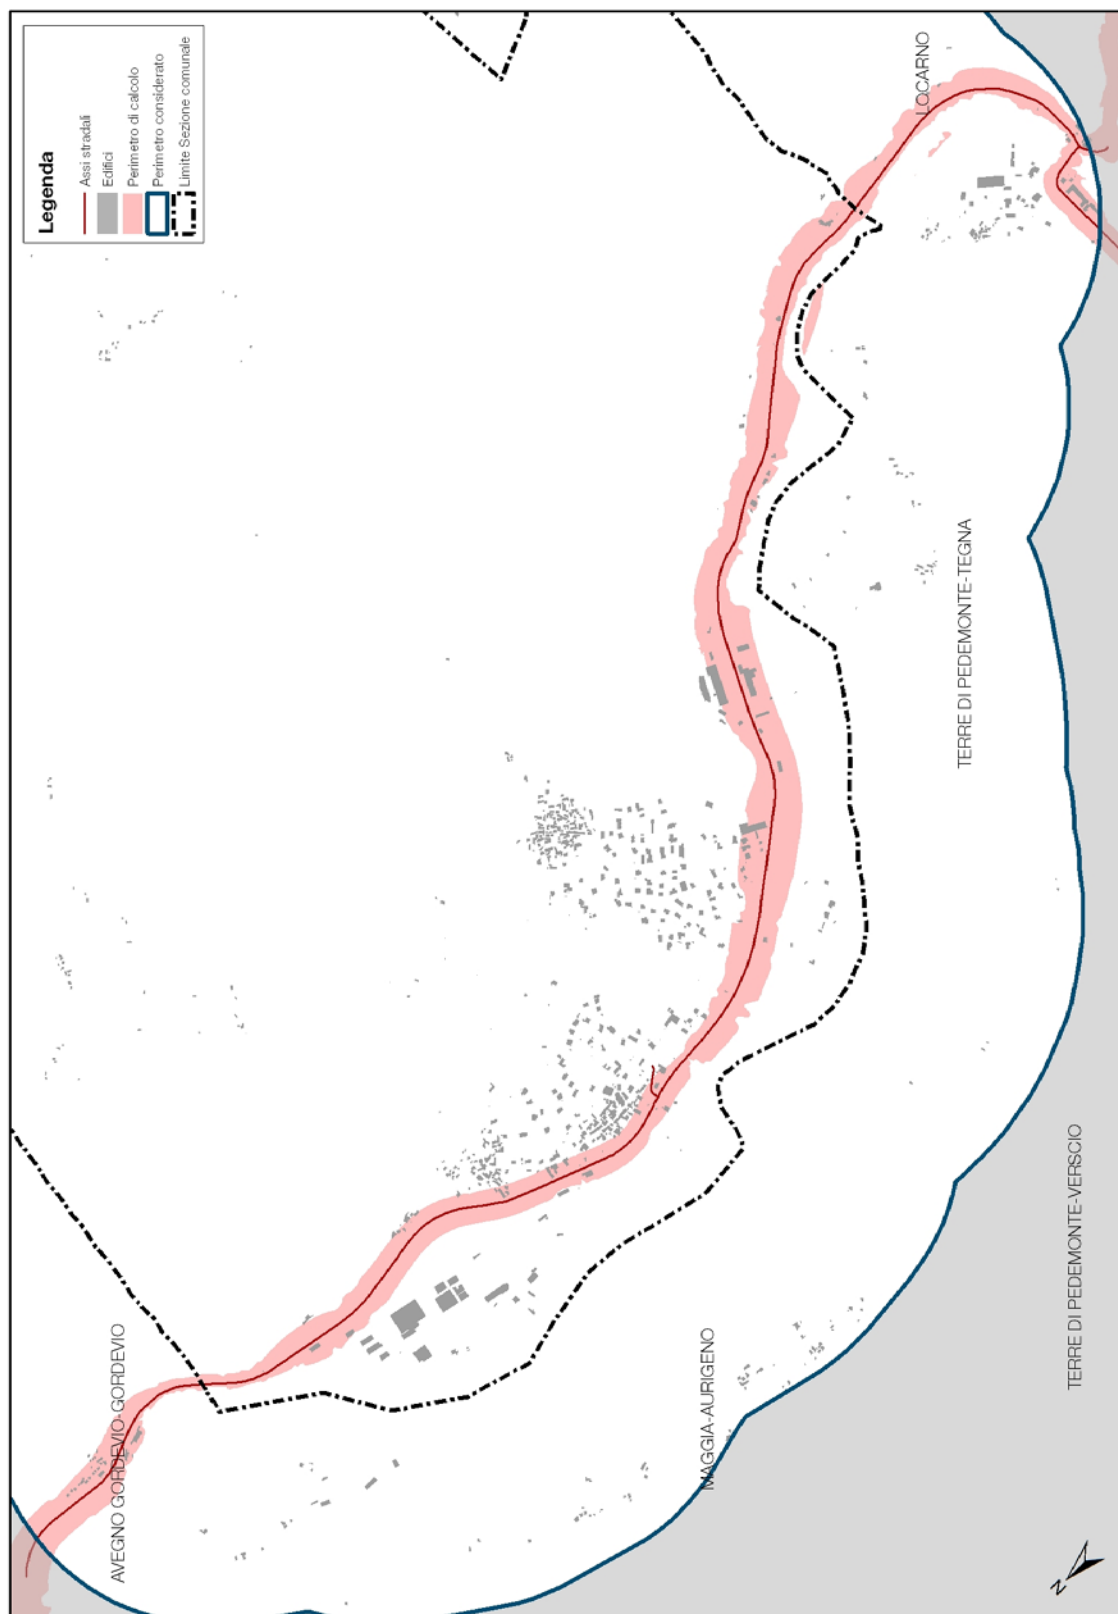 Legenda
Assi stradali
Edifici
Perimetro di calcolo
Perimetro considerato
Limite Sezione comunale
LOCARNO
TERRE DI PEDEMONTE-TEGNA
TERRE DI PEDEMONTE-VERSCIO
MAGGIA-AURIGENO
AVEGNO GORDEVIO-GORDEVIO
N